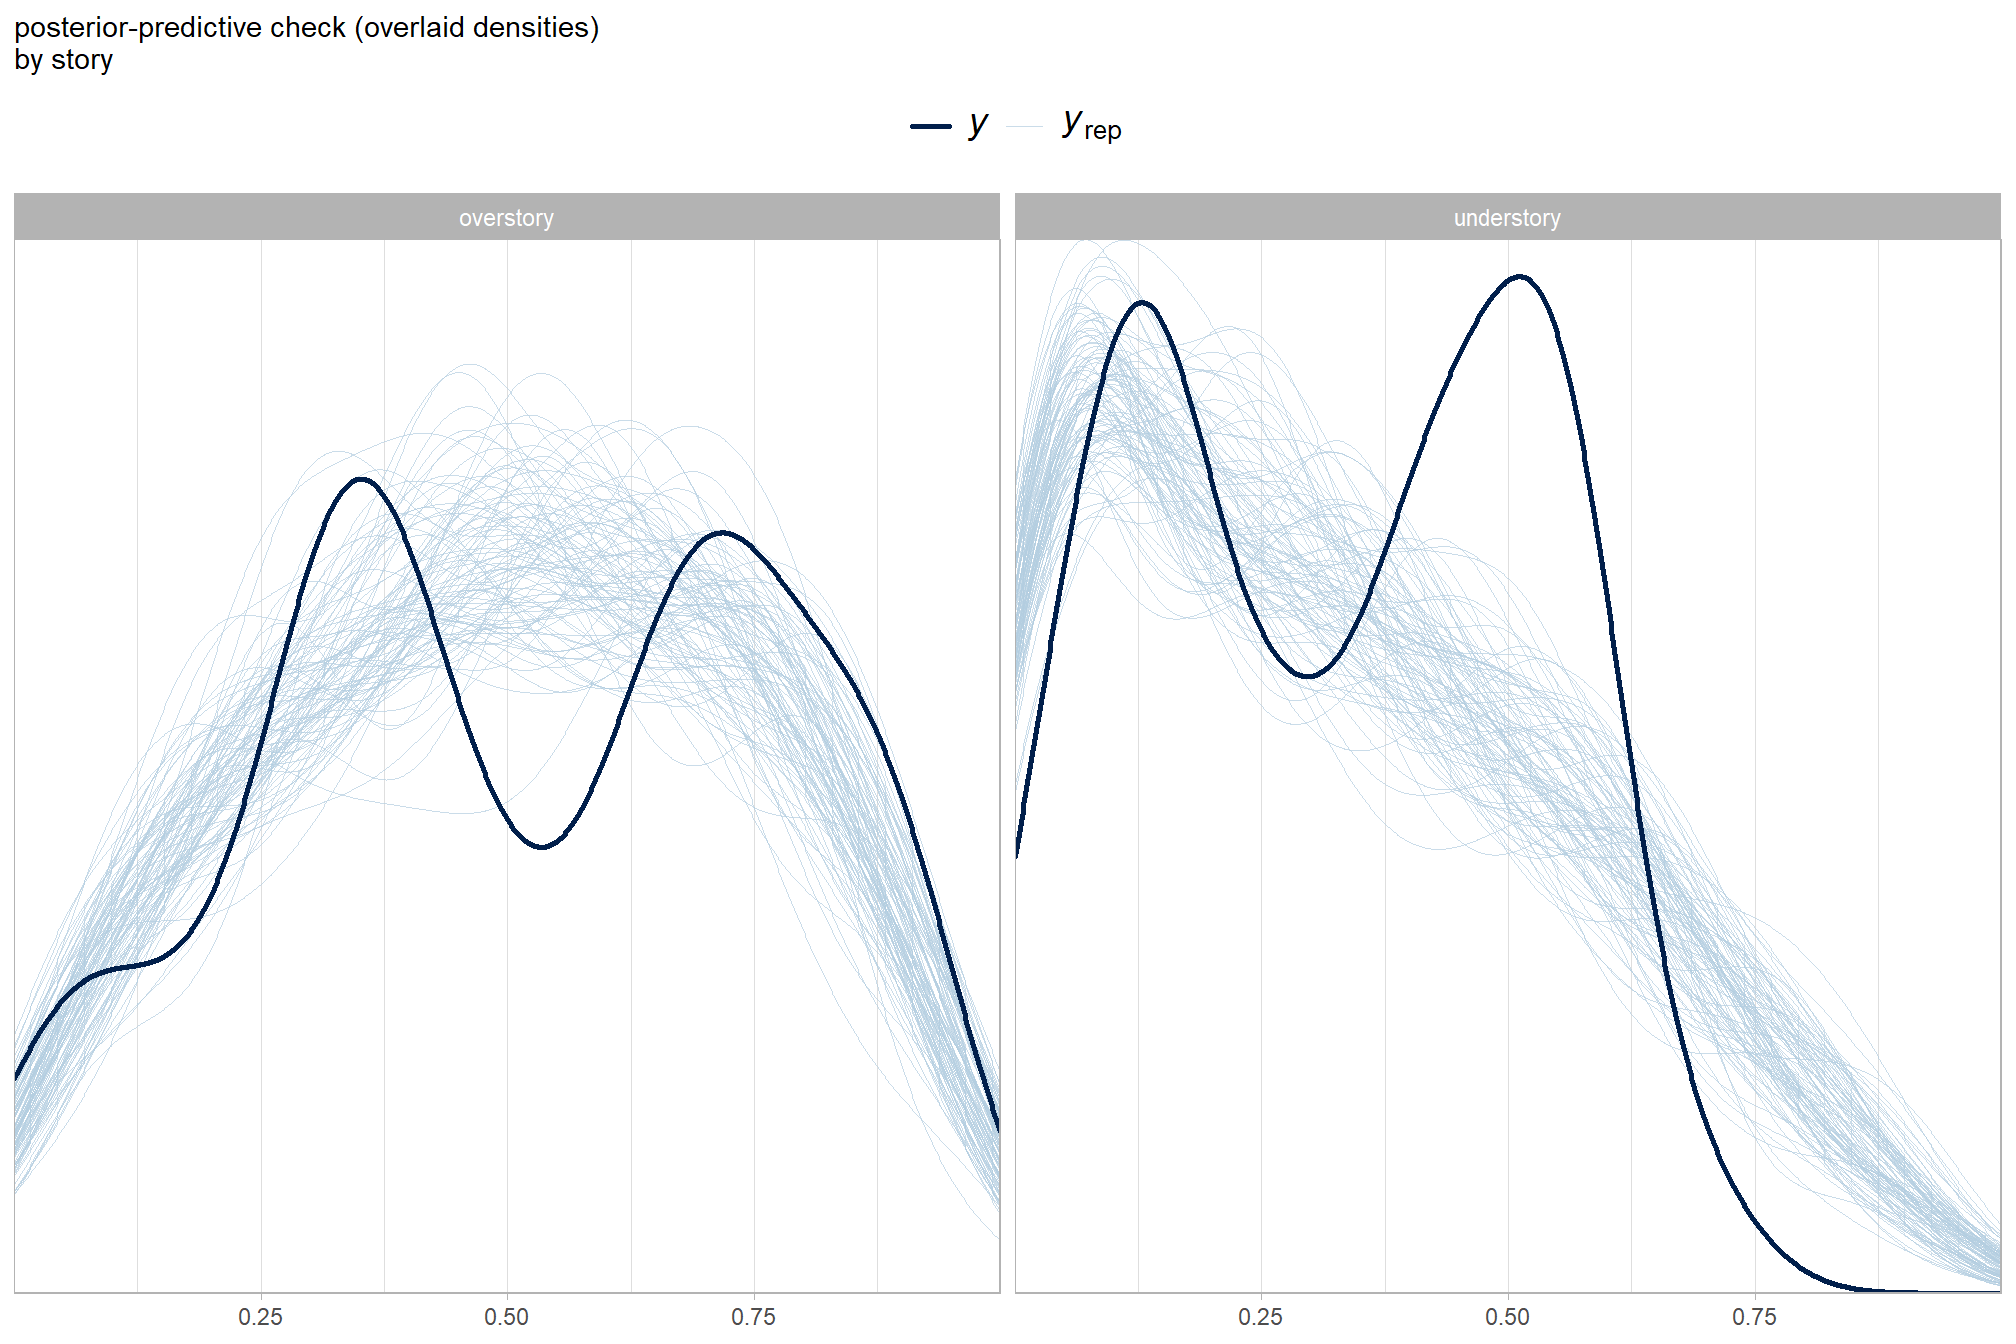 posterior-predictive check (overlaid densities)
by story
y y rep
overstory understory
0.25 0.50 0.75 0.25 0.50 0.75